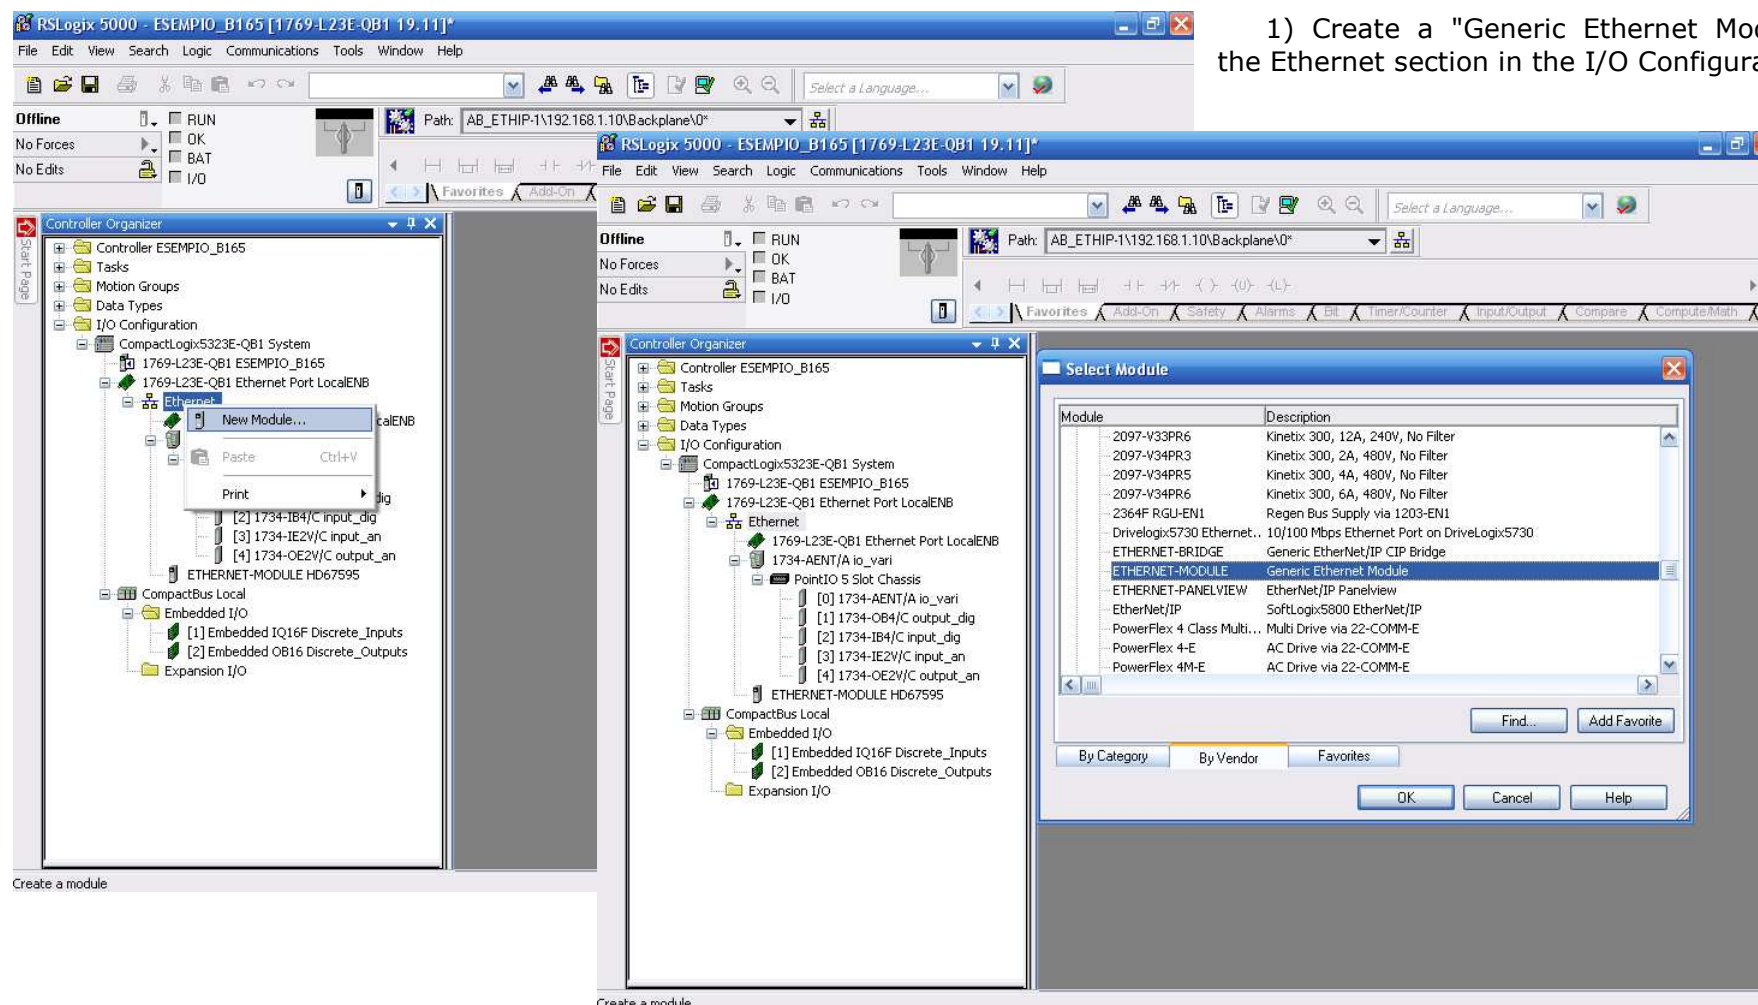 1) Create a "Generic Ethernet
the Ethernet section in the I/O
RSLogix 5000 - ESEMPIO_B165 [1769-L23E-QB1 19.11]*
File Edit View Search Logic Communications Tools Window Help
Select a Language...
Offline
RUN
No Forces
OK
No Edits
BAT
I/O
Path: AB_ETHIP-1\192.168.1.10\Backplane\0*
Favorites Add-On
Start Page
Controller Organizer
Controller ESEMPIO_B165
Tasks
Motion Groups
Data Types
I/O Configuration
CompactLogix5323E-QB1 System
1769-L23E-QB1 ESEMPIO_B165
1769-L23E-QB1 Ethernet Port LocalENB
Ethernet
New Module...
calENB
Paste Ctrl+V
Print
dig
[2] 1734-IB4/C input_dig
[3] 1734-IE2V/C input_an
[4] 1734-OE2V/C output_an
ETHERNET-MODULE HD67595
CompactBus Local
Embedded I/O
[1] Embedded IQ16F Discrete_Inputs
[2] Embedded OB16 Discrete_Outputs
Expansion I/O
Create a module
RSLogix 5000 - ESEMPIO_B165 [1769-L23E-QB1 19.11]*
File Edit View Search Logic Communications Tools Window Help
Select a Language...
Offline
RUN
No Forces
OK
No Edits
BAT
I/O
Path: AB_ETHIP-1\192.168.1.10\Backplane\0*
Favorites Add-On Safety Alarms Bit Timer/Counter Input/Output Compare Compute/Math
Start Page
Controller Organizer
Controller ESEMPIO_B165
Tasks
Motion Groups
Data Types
I/O Configuration
CompactLogix5323E-QB1 System
1769-L23E-QB1 ESEMPIO_B165
1769-L23E-QB1 Ethernet Port LocalENB
Ethernet
1769-L23E-QB1 Ethernet Port LocalENB
1734-AENT/A io_vari
PointIO 5 Slot Chassis
[0] 1734-AENT/A io_vari
[1] 1734-OB4/C output_dig
[2] 1734-IB4/C input_dig
[3] 1734-IE2V/C input_an
[4] 1734-OE2V/C output_an
ETHERNET-MODULE HD67595
CompactBus Local
Embedded I/O
[1] Embedded IQ16F Discrete_Inputs
[2] Embedded OB16 Discrete_Outputs
Expansion I/O
Create a module
Select Module
Module Description
2097-V33PR6 Kinetix 300, 12A, 240V, No Filter
2097-V34PR3 Kinetix 300, 2A, 480V, No Filter
2097-V34PR5 Kinetix 300, 4A, 480V, No Filter
2097-V34PR6 Kinetix 300, 6A, 480V, No Filter
2364F RGU-EN1 Regen Bus Supply via 1203-EN1
Drivelogix5730 Ethernet.. 10/100 Mbps Ethernet Port on DriveLogix5730
ETHERNET-BRIDGE Generic EtherNet/IP CIP Bridge
ETHERNET-MODULE Generic Ethernet Module
ETHERNET-PANELVIEW EtherNet/IP Panelview
EtherNet/IP SoftLogix5800 EtherNet/IP
PowerFlex 4 Class Multi... Multi Drive via 22-COMM-E
PowerFlex 4-E AC Drive via 22-COMM-E
PowerFlex 4M-E AC Drive via 22-COMM-E
Find... Add Favorite
By Category By Vendor Favorites
OK Cancel Help